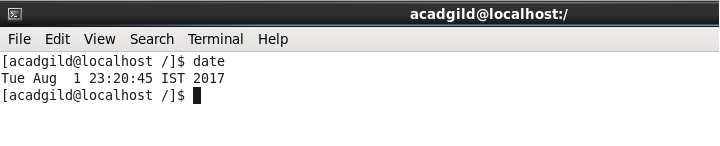 acadgild@localhost:/
File Edit View Search Terminal Help
[acadgild@localhost /]$ date
Tue Aug  1 23:20:45 IST 2017
[acadgild@localhost /]$